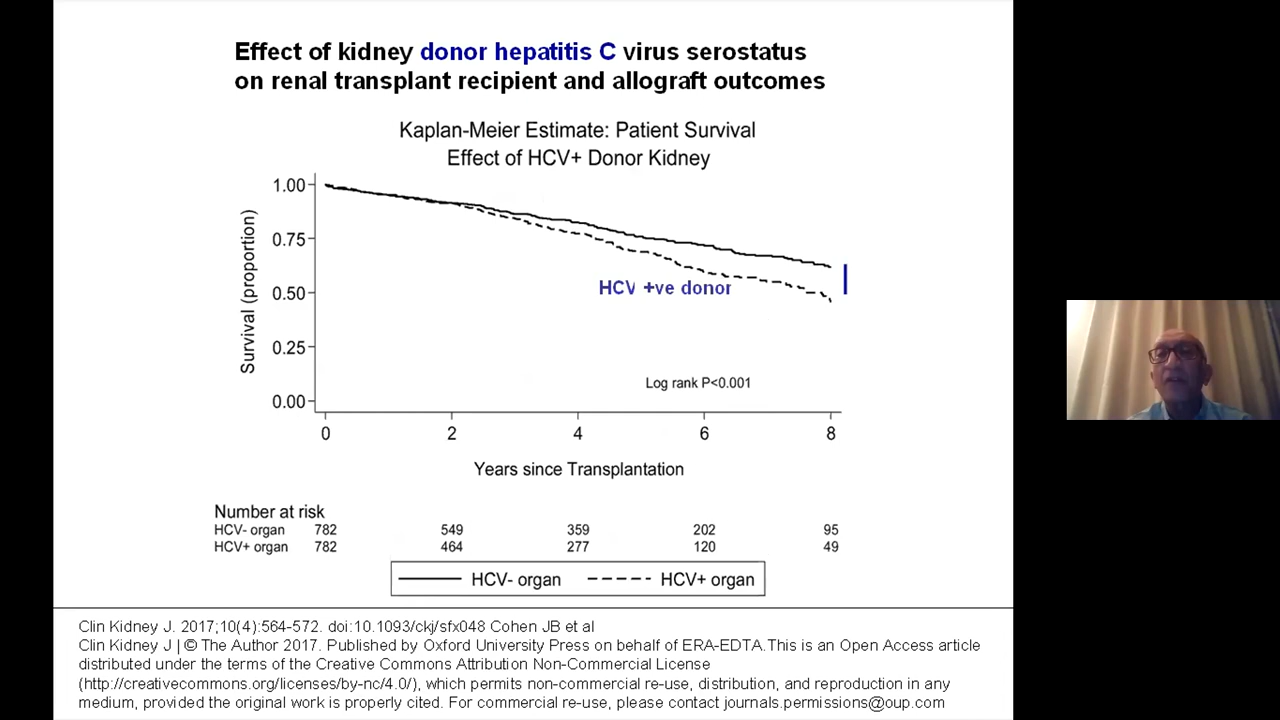 Effect of kidney donor hepatitis C virus serostatus
on renal transplant recipient and allograft outcomes
Kaplan-Meier Estimate: Patient Survival
Effect of HCV+ Donor Kidney
Survival (proportion)
1.00
0.75
0.50
0.25
0.00
HCV +ve donor
Log rank P<0.001
0 2 4 6 8
Years since Transplantation
Number at risk
HCV- organ 782 549 359 202 95
HCV+ organ 782 464 277 120 49
HCV- organ HCV+ organ
Clin Kidney J. 2017;10(4):564-572. doi:10.1093/ckj/sfx048 Cohen JB et al
Clin Kidney J | © The Author 2017. Published by Oxford University Press on behalf of ERA-EDTA.This is an Open Access article
distributed under the terms of the Creative Commons Attribution Non-Commercial License
(http://creativecommons.org/licenses/by-nc/4.0/), which permits non-commercial re-use, distribution, and reproduction in any
medium, provided the original work is properly cited. For commercial re-use, please contact journals.permissions@oup.com